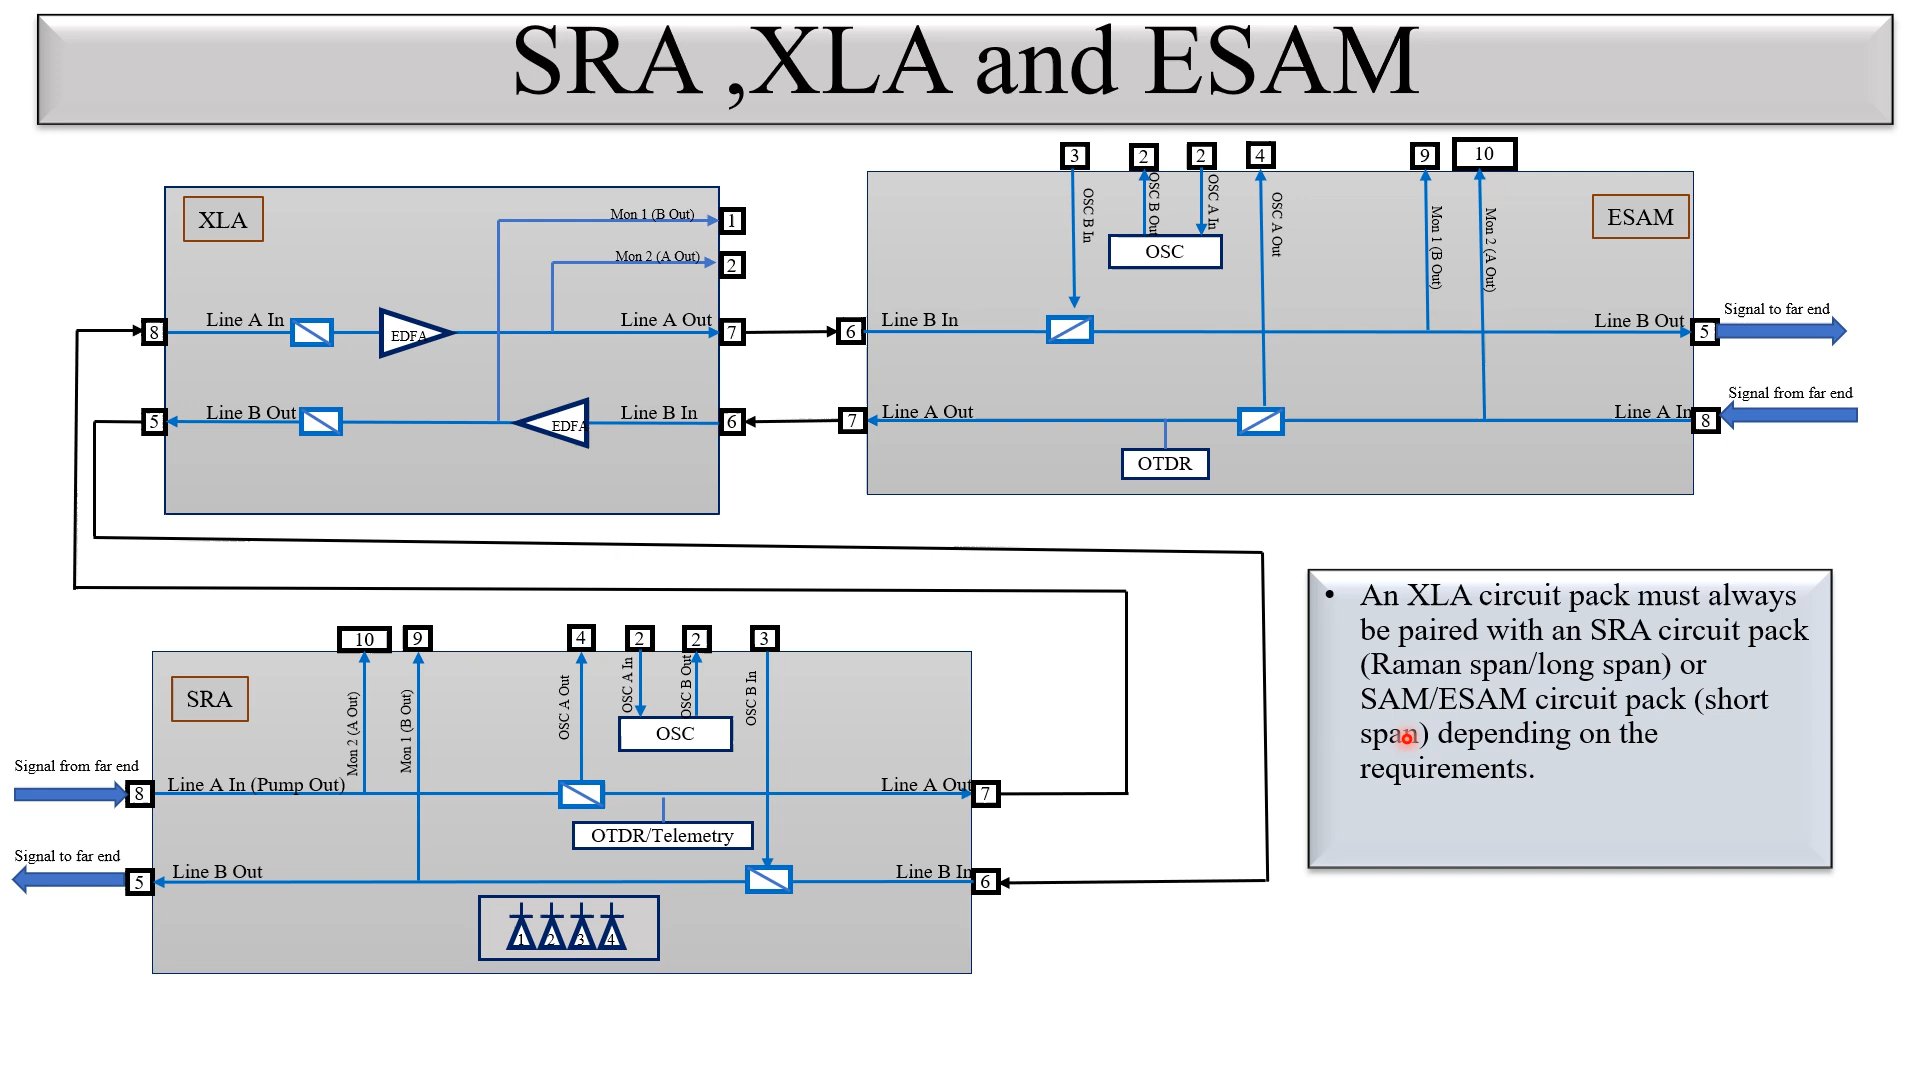 SRA ,XLA and ESAM
XLA
Mon 1 (B Out)
1
Mon 2 (A Out)
2
8
Line A In
EDFA
Line A Out
7
5
Line B Out
EDFA
Line B In
6
3
2
2
4
9
10
OSC B In
OSC B Out
OSC A In
OSC A Out
Mon 1 (B Out)
Mon 2 (A Out)
OSC
ESAM
6
Line B In
Line B Out
5
Signal to far end
7
Line A Out
Line A In
8
Signal from far end
OTDR
10
9
4
2
2
3
SRA
Mon 2 (A Out)
Mon 1 (B Out)
OSC A Out
OSC A In
OSC B Out
OSC B In
OSC
Signal from far end
8
Line A In (Pump Out)
Line A Out
7
OTDR/Telemetry
Signal to far end
5
Line B Out
Line B In
6
1
2
3
4
• An XLA circuit pack must always
be paired with an SRA circuit pack
(Raman span/long span) or
SAM/ESAM circuit pack (short
span) depending on the
requirements.